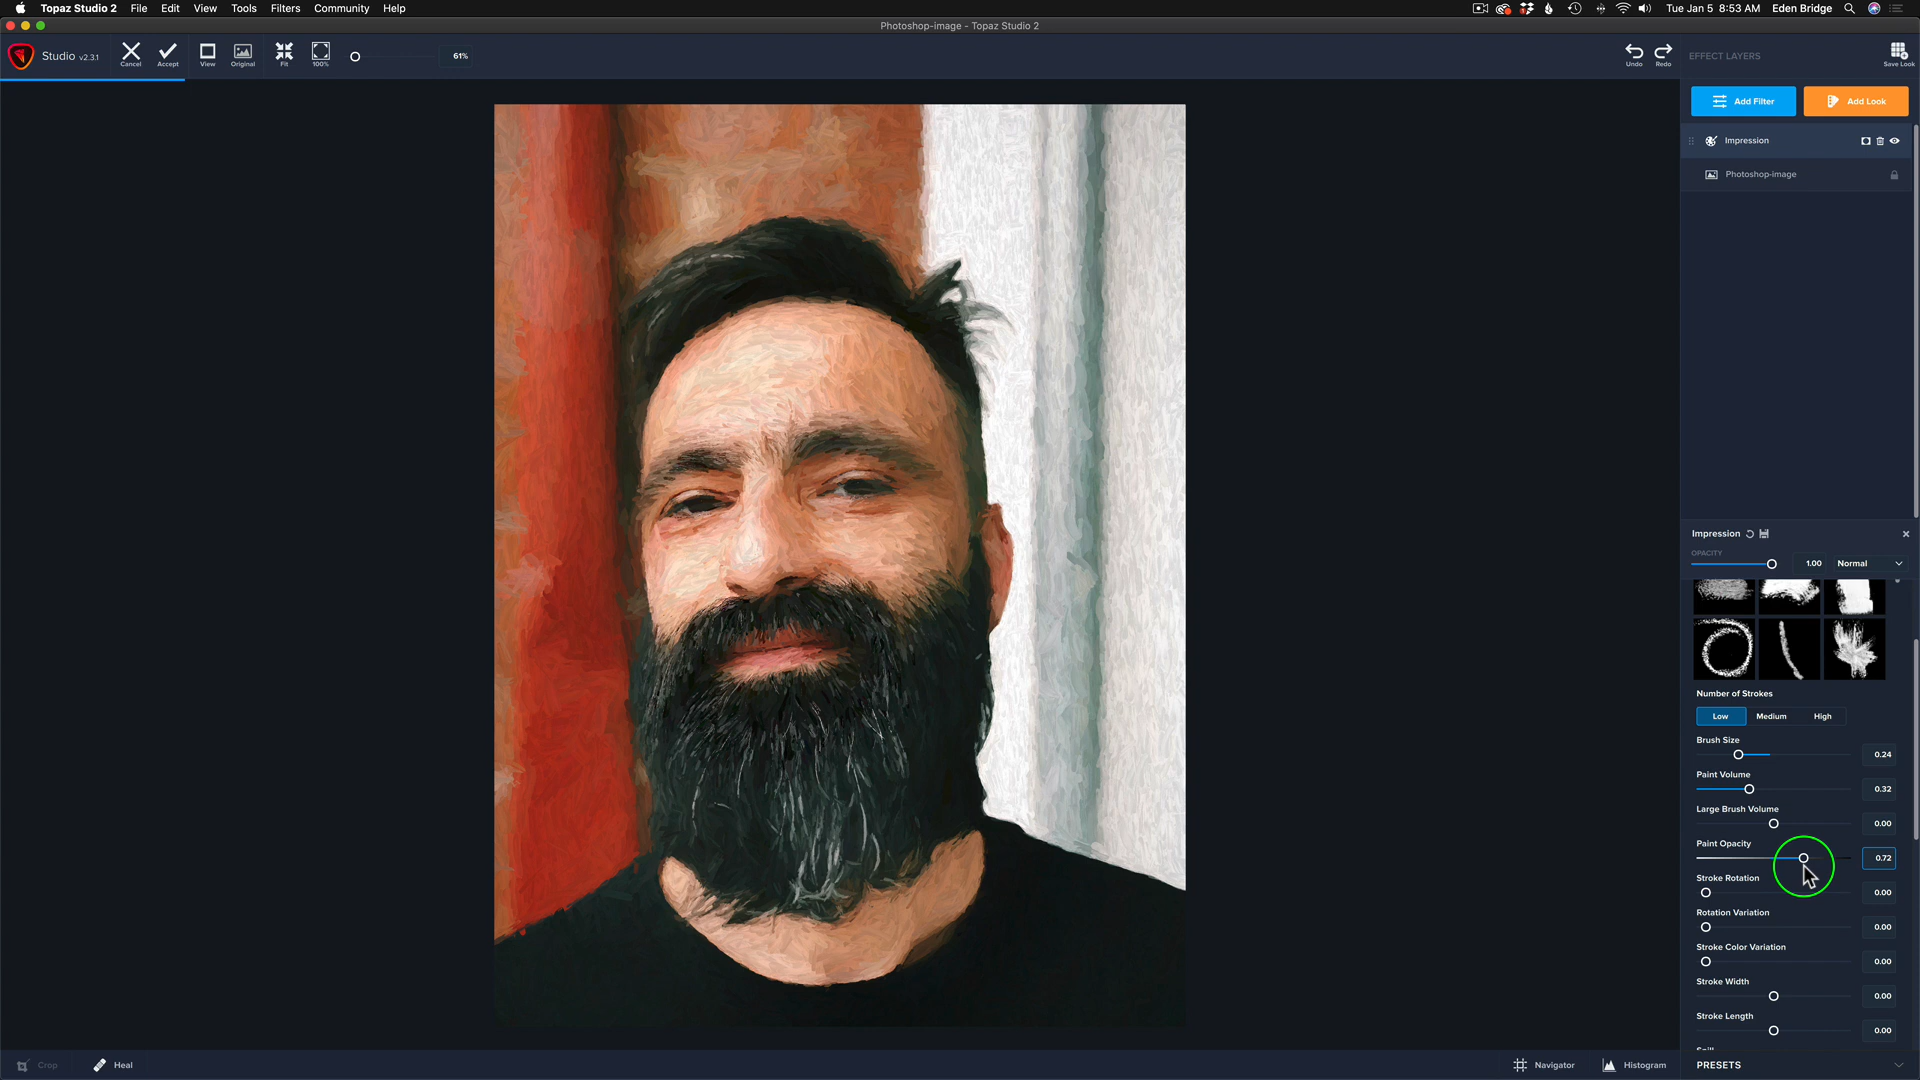 Topaz Studio 2 File Edit View Tools Filters Community Help Tue Jan 5 8:53 AM Eden Bridge
Photoshop-image - Topaz Studio 2
Studio v2.3.1 Cancel Accept View Original Fit 100% 61% Undo Redo EFFECT LAYERS Save Look
Add Filter Add Look
Impression
Photoshop-image
Impression
OPACITY
1.00 Normal
Number of Strokes
Low Medium High
Brush Size
0.24
Paint Volume
0.32
Large Brush Volume
0.00
Paint Opacity
0.72
Stroke Rotation
0.00
Rotation Variation
0.00
Stroke Color Variation
0.00
Stroke Width
0.00
Stroke Length
0.00
Crop Heal Navigator Histogram PRESETS